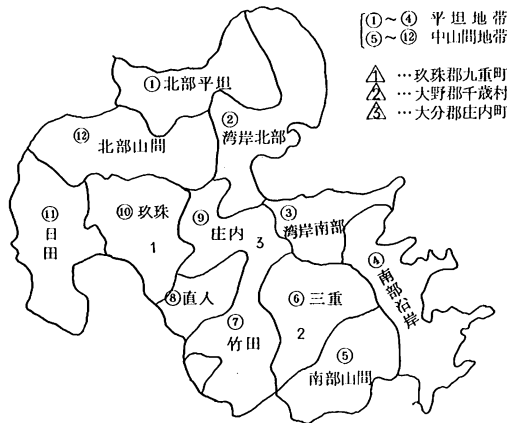 ①～④ 平坦地帯
⑤～⑫ 中山間地帯
1 …玖珠郡九重町
2 …大野郡千歳村
3 …大分郡庄内町
①北部平坦
②
湾岸北部
⑫
北部山間
⑪
日田
⑩玖珠
1
⑨
庄内
3
③
湾岸南部
④
南部沿岸
⑧直人
⑥
三重
2
⑦
竹田
⑤
南部山間